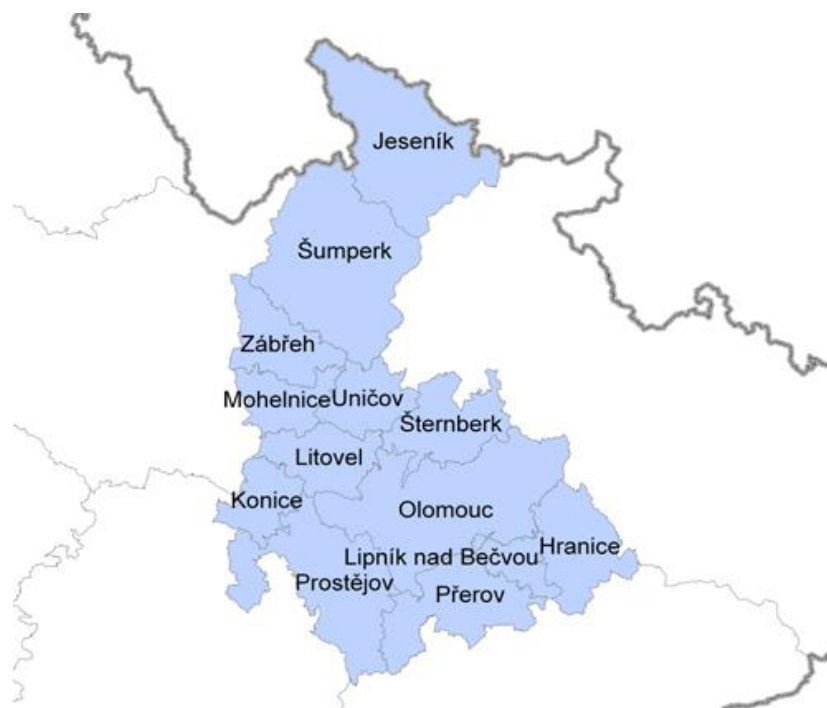 Jeseník
Šumperk
Zábřeh
Mohelnice
Uničov
Šternberk
Litovel
Konice
Olomouc
Hranice
Lipník nad Bečvou
Prostějov
Přerov